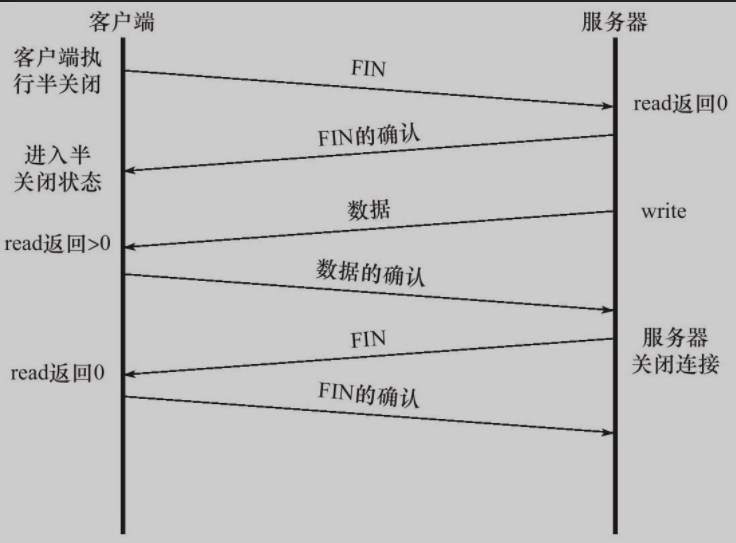 客户端
服务器
客户端执
行半关闭
FIN
read返回0
FIN的确认
进入半
关闭状态
数据
write
read返回>0
数据的确认
FIN
服务器
关闭连接
read返回0
FIN的确认